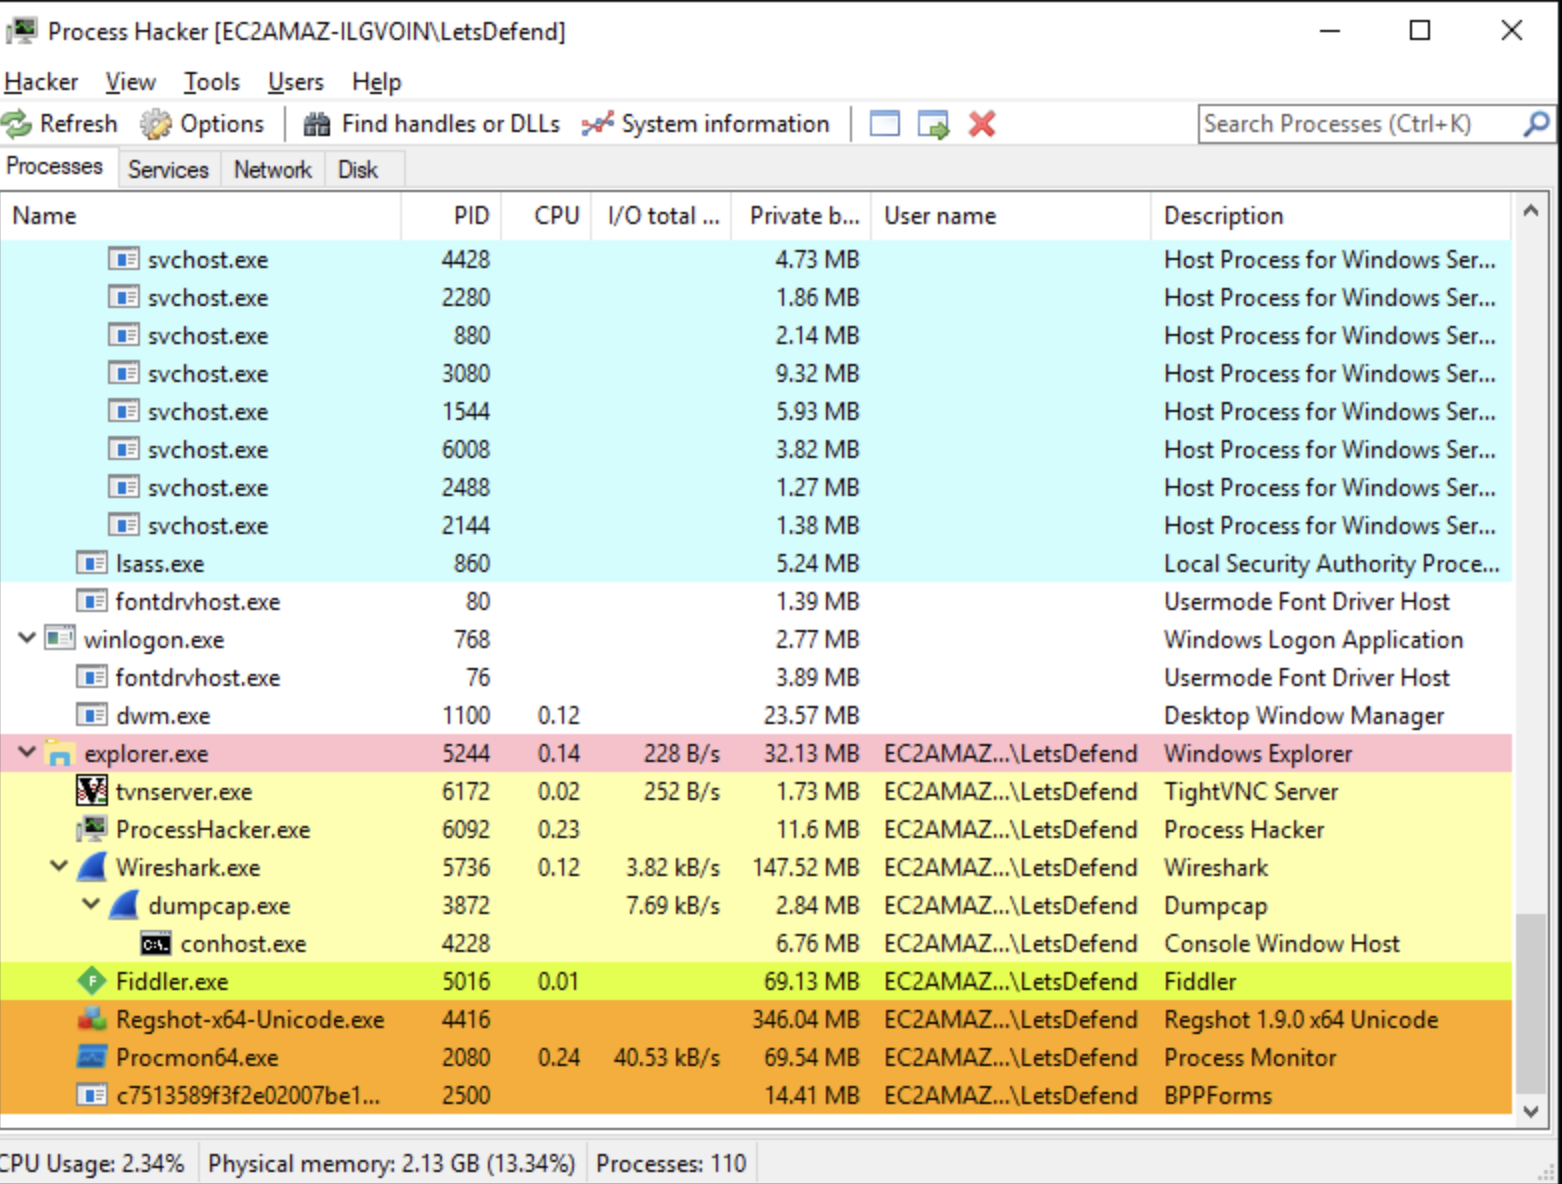 Process Hacker [EC2AMAZ-ILGVOIN\LetsDefend]
Hacker View Tools Users Help
Refresh Options Find handles or DLLs System information Search Processes (Ctrl+K)
Processes Services Network Disk
Name PID CPU I/O total ... Private b... User name Description
svchost.exe 4428 4.73 MB Host Process for Windows Ser...
svchost.exe 2280 1.86 MB Host Process for Windows Ser...
svchost.exe 880 2.14 MB Host Process for Windows Ser...
svchost.exe 3080 9.32 MB Host Process for Windows Ser...
svchost.exe 1544 5.93 MB Host Process for Windows Ser...
svchost.exe 6008 3.82 MB Host Process for Windows Ser...
svchost.exe 2488 1.27 MB Host Process for Windows Ser...
svchost.exe 2144 1.38 MB Host Process for Windows Ser...
lsass.exe 860 5.24 MB Local Security Authority Proce...
fontdrvhost.exe 80 1.39 MB Usermode Font Driver Host
winlogon.exe 768 2.77 MB Windows Logon Application
fontdrvhost.exe 76 3.89 MB Usermode Font Driver Host
dwm.exe 1100 0.12 23.57 MB Desktop Window Manager
explorer.exe 5244 0.14 228 B/s 32.13 MB EC2AMAZ...\LetsDefend Windows Explorer
tvnserver.exe 6172 0.02 252 B/s 1.73 MB EC2AMAZ...\LetsDefend TightVNC Server
ProcessHacker.exe 6092 0.23 11.6 MB EC2AMAZ...\LetsDefend Process Hacker
Wireshark.exe 5736 0.12 3.82 kB/s 147.52 MB EC2AMAZ...\LetsDefend Wireshark
dumpcap.exe 3872 7.69 kB/s 2.84 MB EC2AMAZ...\LetsDefend Dumpcap
conhost.exe 4228 6.76 MB EC2AMAZ...\LetsDefend Console Window Host
Fiddler.exe 5016 0.01 69.13 MB EC2AMAZ...\LetsDefend Fiddler
Regshot-x64-Unicode.exe 4416 346.04 MB EC2AMAZ...\LetsDefend Regshot 1.9.0 x64 Unicode
Procmon64.exe 2080 0.24 40.53 kB/s 69.54 MB EC2AMAZ...\LetsDefend Process Monitor
c7513589f3f2e02007be1... 2500 14.41 MB EC2AMAZ...\LetsDefend BPPForms
CPU Usage: 2.34% Physical memory: 2.13 GB (13.34%) Processes: 110